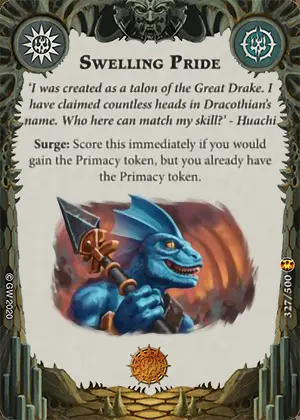 SWELLING PRIDE
'I was created as a talon of the Great Drake. I
have claimed countless heads in Dracothian's
name. Who here can match my skill?' - Huachi
Surge: Score this immediately if you would
gain the Primacy token, but you already have
the Primacy token.
© GW 2020
327/500